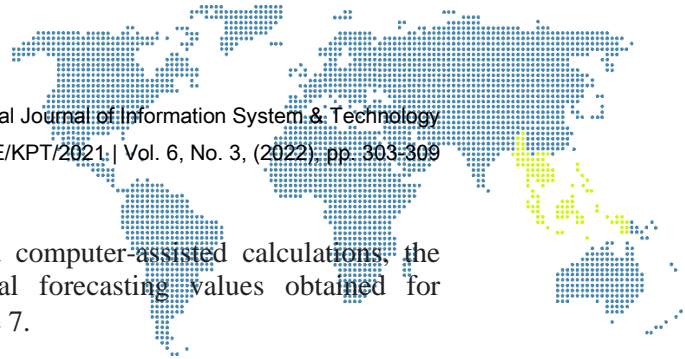 al Journal of Information System & Technology
E/KPT/2021 | Vol. 6, No. 3, (2022), pp. 303-309
computer-assisted calculations, the
al forecasting values obtained for
7.